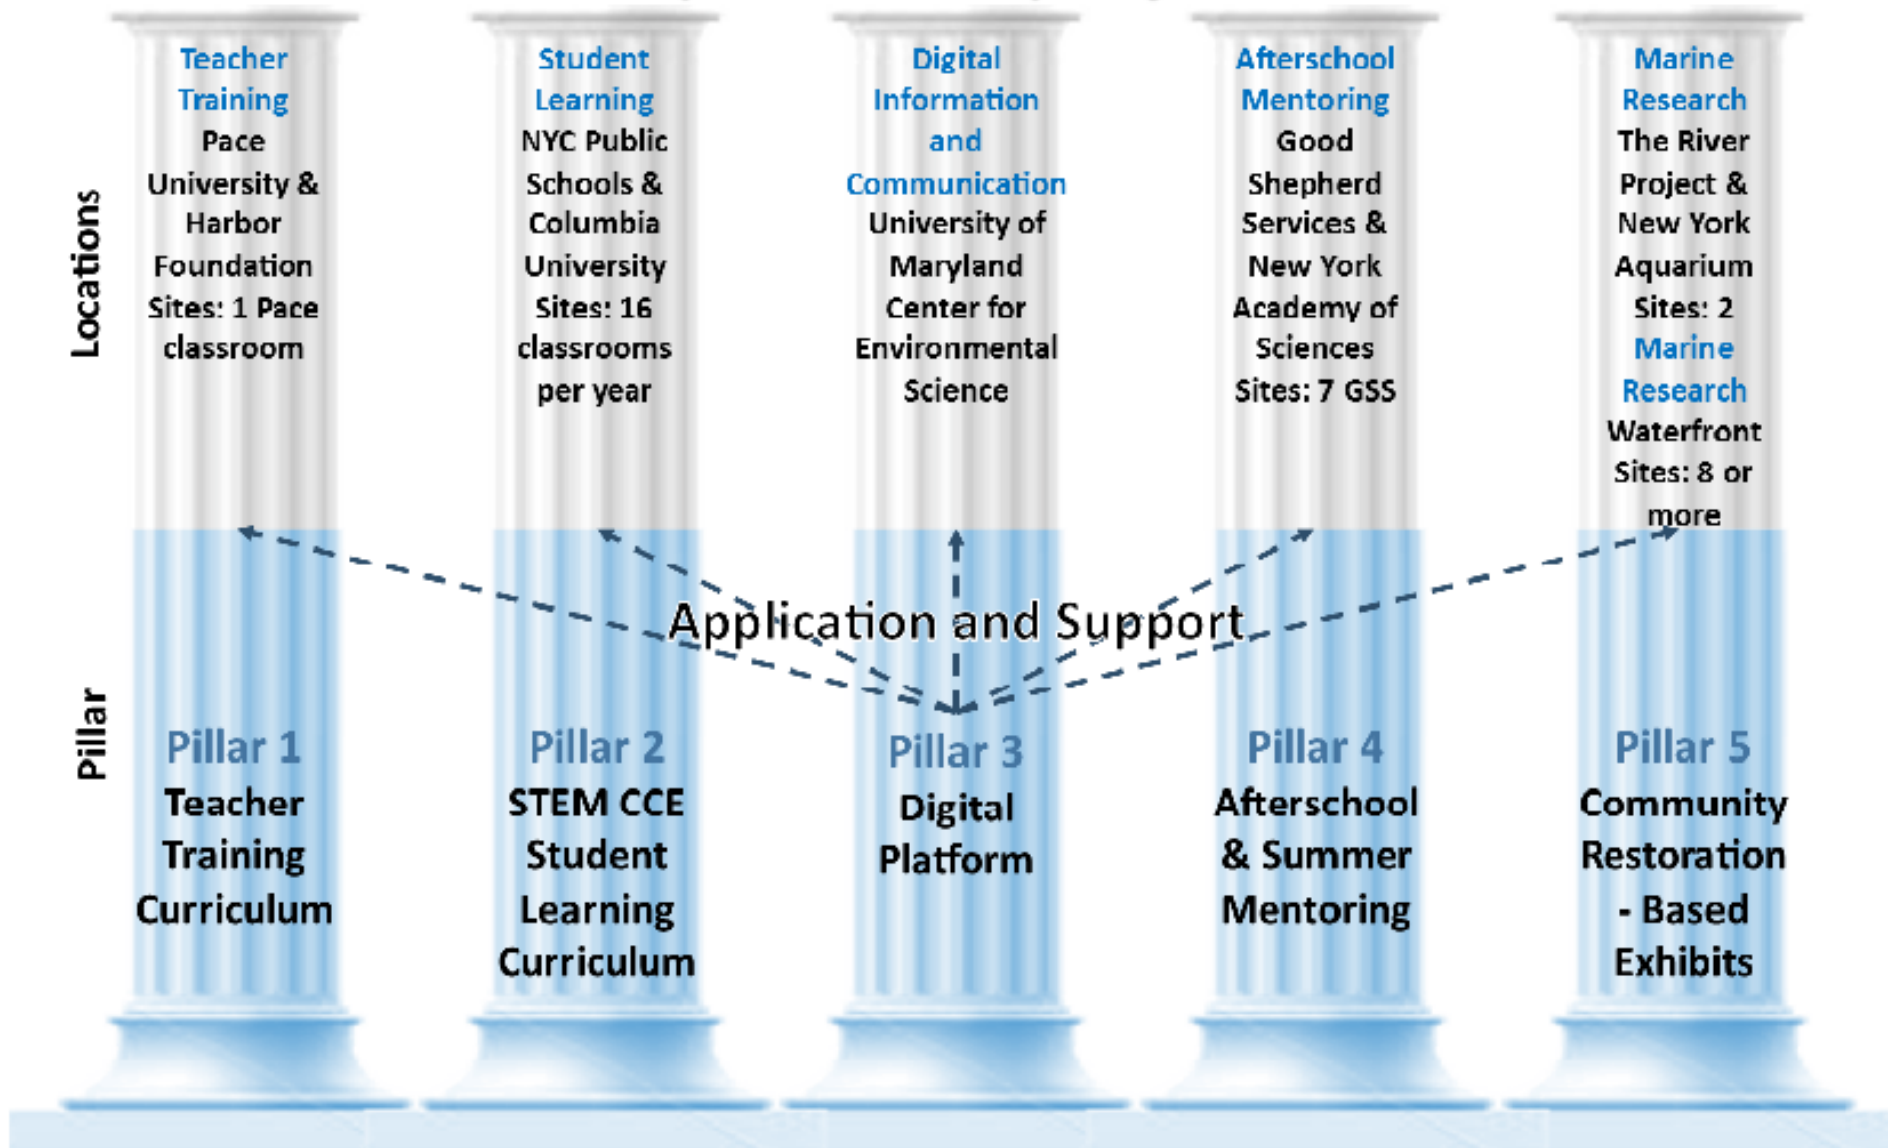 Locations
Teacher
Training
Pace
University &
Harbor
Foundation
Sites: 1 Pace
classroom
Student
Learning
NYC Public
Schools &
Columbia
University
Sites: 16
classrooms
per year
Digital
Information
and
Communication
University of
Maryland
Center for
Environmental
Science
Afterschool
Mentoring
Good
Shepherd
Services &
New York
Academy of
Sciences
Sites: 7 GSS
Marine
Research
The River
Project &
New York
Aquarium
Sites: 2
Marine
Research
Waterfront
Sites: 8 or
more
Application and Support
Pillar
Pillar 1
Teacher
Training
Curriculum
Pillar 2
STEM CCE
Student
Learning
Curriculum
Pillar 3
Digital
Platform
Pillar 4
Afterschool
& Summer
Mentoring
Pillar 5
Community
Restoration
- Based
Exhibits